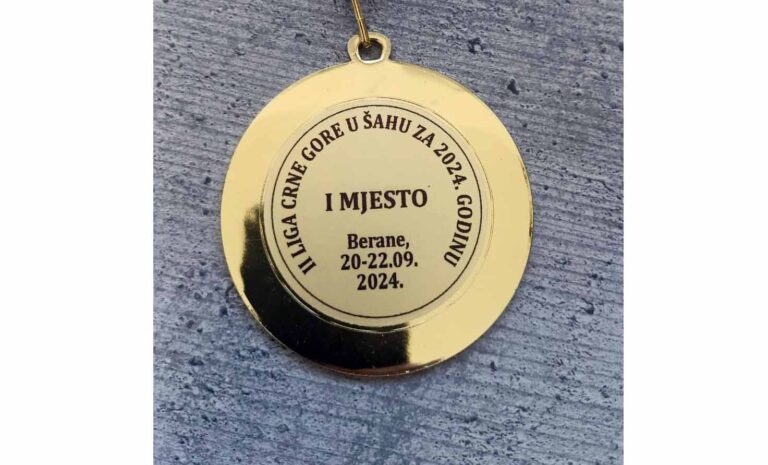 II LIGA CRNE GORE U ŠAHU ZA 2024. GODINU
I MJESTO
Berane,
20-22.09.
2024.